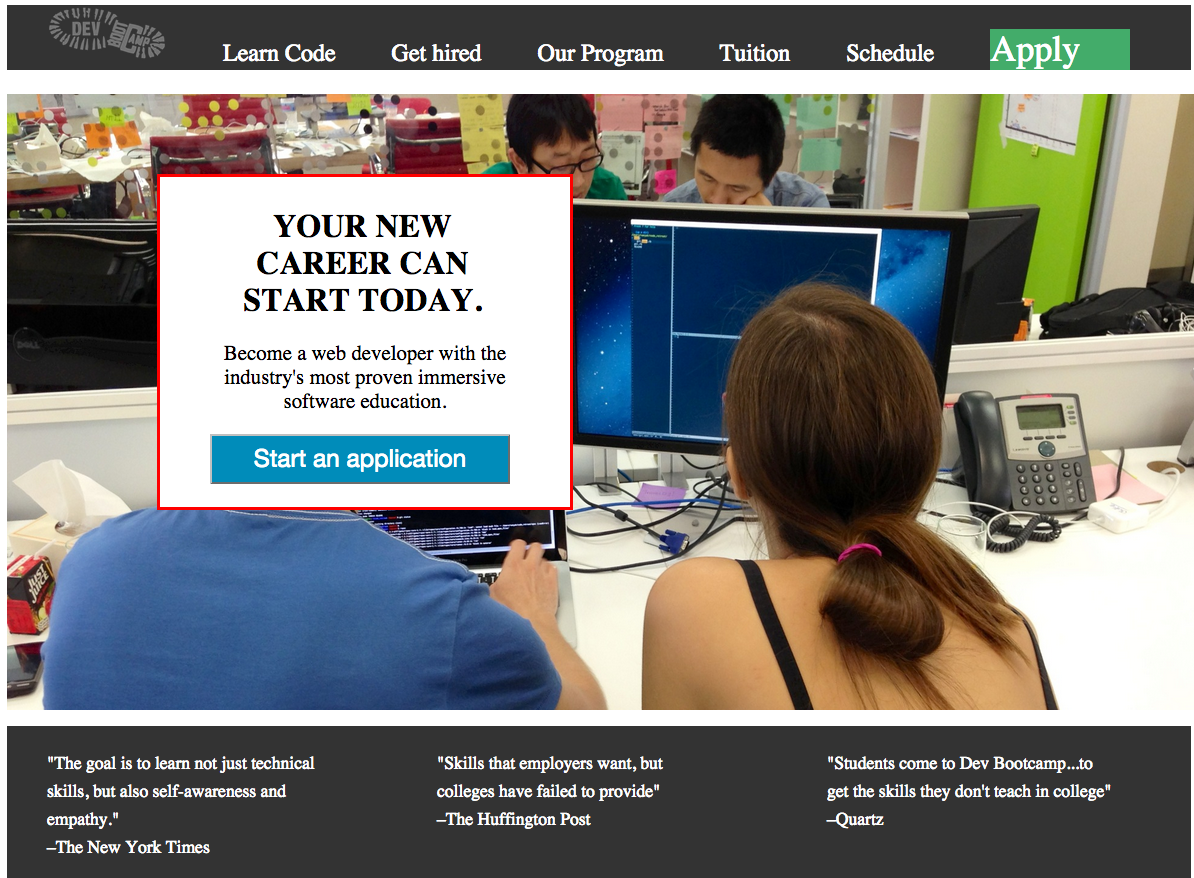 DEV
BOOT
CAMP
Learn Code
Get hired
Our Program
Tuition
Schedule
Apply
YOUR NEW
CAREER CAN
START TODAY.
Become a web developer with the
industry's most proven immersive
software education.
Start an application
DELL
"The goal is to learn not just technical
skills, but also self-awareness and
empathy."
–The New York Times
"Skills that employers want, but
colleges have failed to provide"
–The Huffington Post
"Students come to Dev Bootcamp...to
get the skills they don't teach in college"
–Quartz